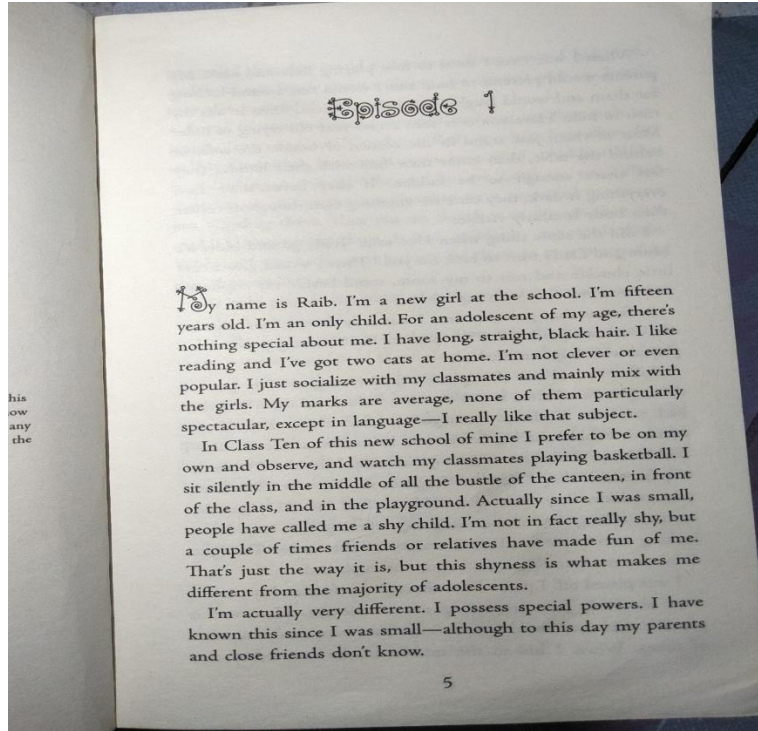 his
ow
any
the
Episode 1
My name is Raib. I'm a new girl at the school. I'm fifteen
years old. I'm an only child. For an adolescent of my age, there's
nothing special about me. I have long, straight, black hair. I like
reading and I've got two cats at home. I'm not clever or even
popular. I just socialize with my classmates and mainly mix with
the girls. My marks are average, none of them particularly
spectacular, except in language—I really like that subject.
In Class Ten of this new school of mine I prefer to be on my
own and observe, and watch my classmates playing basketball. I
sit silently in the middle of all the bustle of the canteen, in front
of the class, and in the playground. Actually since I was small,
people have called me a shy child. I'm not in fact really shy, but
a couple of times friends or relatives have made fun of me.
That's just the way it is, but this shyness is what makes me
different from the majority of adolescents.
I'm actually very different. I possess special powers. I have
known this since I was small—although to this day my parents
and close friends don't know.
5